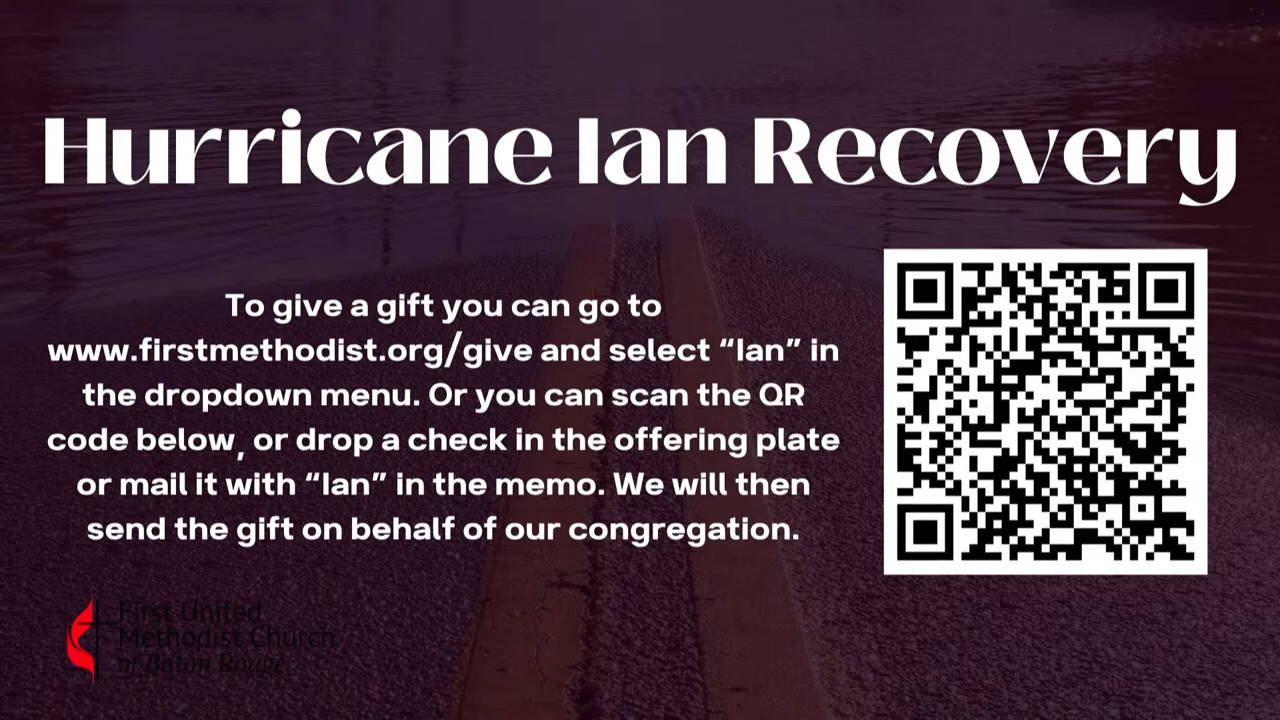 Hurricane Ian Recovery
To give a gift you can go to
www.firstmethodist.org/give and select “Ian” in
the dropdown menu. Or you can scan the QR
code below, or drop a check in the offering plate
or mail it with “Ian” in the memo. We will then
send the gift on behalf of our congregation.
First United
Methodist Church
of Baton Rouge